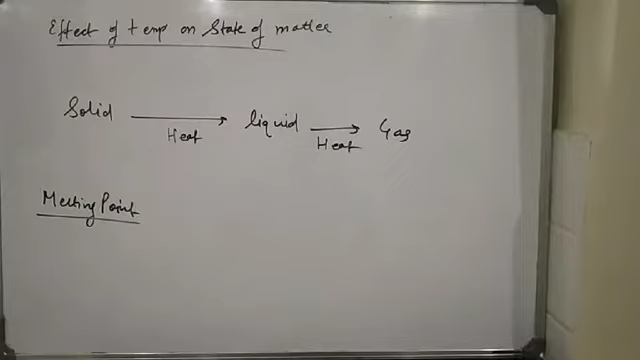 Effect of temp on State of matter
Solid → liquid → Gas
Heat Heat
Melting Point